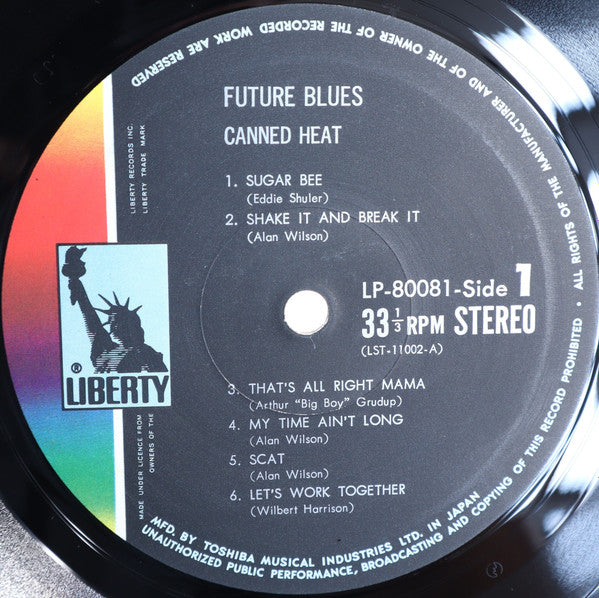 FUTURE BLUES
CANNED HEAT
1. SUGAR BEE
(Eddie Shuler)
2. SHAKE IT AND BREAK IT
(Alan Wilson)
LP-80081-Side 1
33 1/3 RPM STEREO
(LST-11002-A)
3. THAT'S ALL RIGHT MAMA
(Arthur "Big Boy" Grudup)
4. MY TIME AIN'T LONG
(Alan Wilson)
5. SCAT
(Alan Wilson)
6. LET'S WORK TOGETHER
(Wilbert Harrison)
LIBERTY RECORDS INC.
LIBERTY TRADE MARK
®
LIBERTY
MADE UNDER LICENCE FROM
OWNERS OF THE
MFD. BY TOSHIBA MUSICAL INDUSTRIES LTD. IN JAPAN
ALL RIGHTS OF THE MANUFACTURER AND OF THE OWNER OF THE RECORDED WORK ARE RESERVED
UNAUTHORIZED PUBLIC PERFORMANCE, BROADCASTING AND COPYING OF THIS RECORD PROHIBITED ·